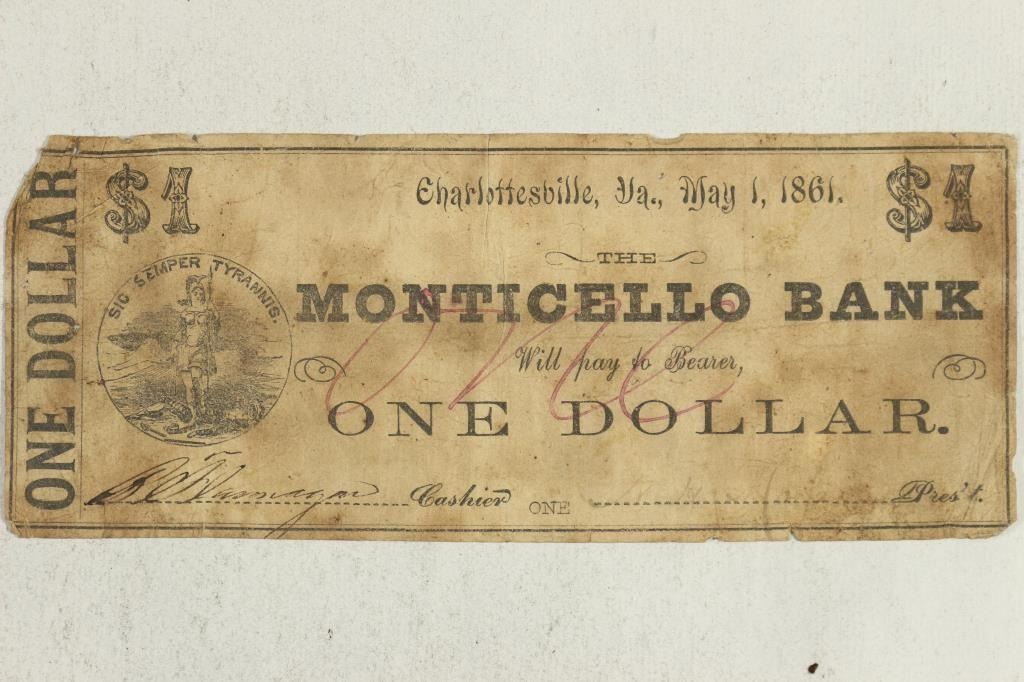 ONE DOLLAR
$1
Charlottesville, Va., May 1, 1861.
$1
SIC SEMPER TYRANNIS.
THE
MONTICELLO BANK
Will pay to Bearer,
one
ONE DOLLAR.
Cashier
ONE
Pres't.